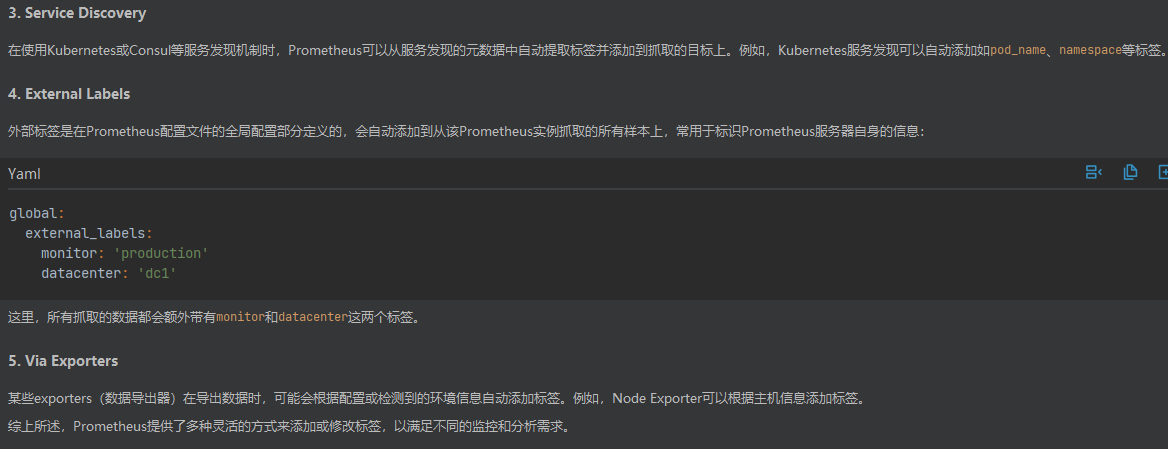 3. Service Discovery
在使用Kubernetes或Consul等服务发现机制时，Prometheus可以从服务发现的元数据中自动提取标签并添加到抓取的目标上。例如，Kubernetes服务发现可以自动添加如pod_name、namespace等标签。
4. External Labels
外部标签是在Prometheus配置文件的全局配置部分定义的，会自动添加到从该Prometheus实例抓取的所有样本上，常用于标识Prometheus服务器自身的信息：
Yaml
global:
  external_labels:
    monitor: 'production'
    datacenter: 'dc1'
这里，所有抓取的数据都会额外带有monitor和datacenter这两个标签。
5. Via Exporters
某些exporters（数据导出器）在导出数据时，可能会根据配置或检测到的环境信息自动添加标签。例如，Node Exporter可以根据主机信息添加标签。
综上所述，Prometheus提供了多种灵活的方式来添加或修改标签，以满足不同的监控和分析需求。